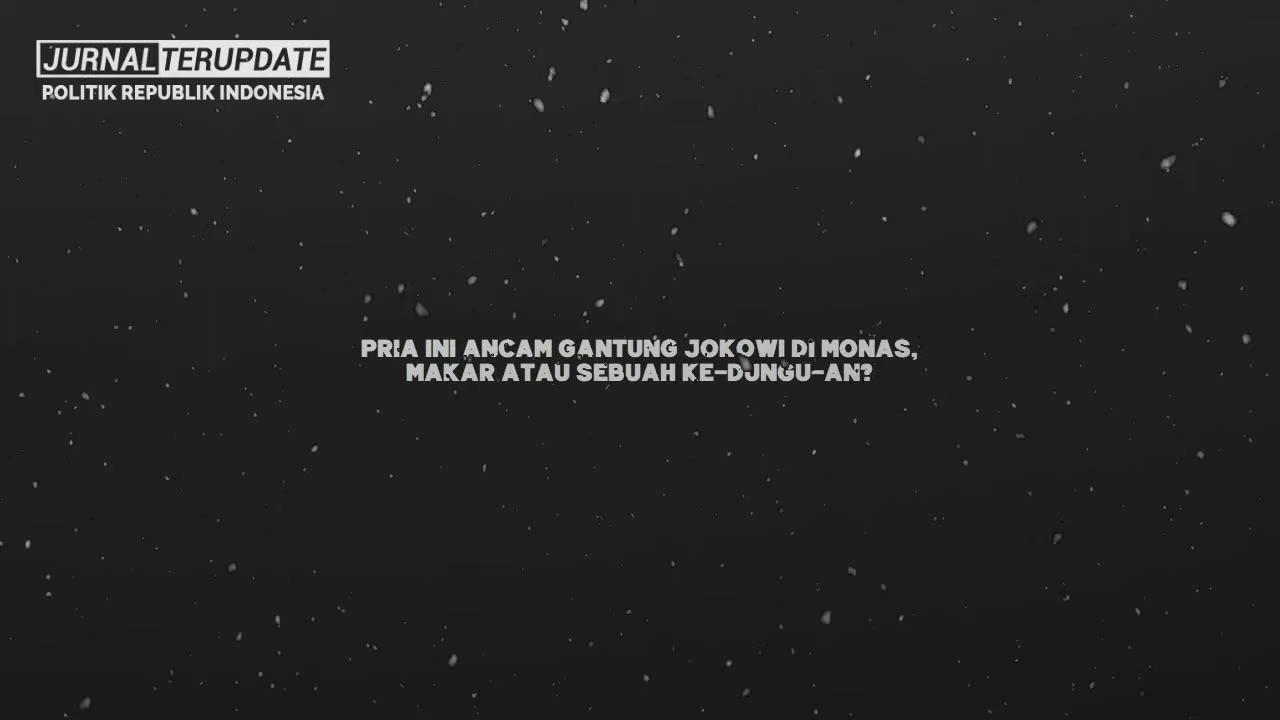 JURNALTERUPDATE
POLITIK REPUBLIK INDONESIA
PRIA INI ANCAM GANTUNG JOKOWI DI MONAS,
MAKAR ATAU SEBUAH KE-DUNGU-AN?